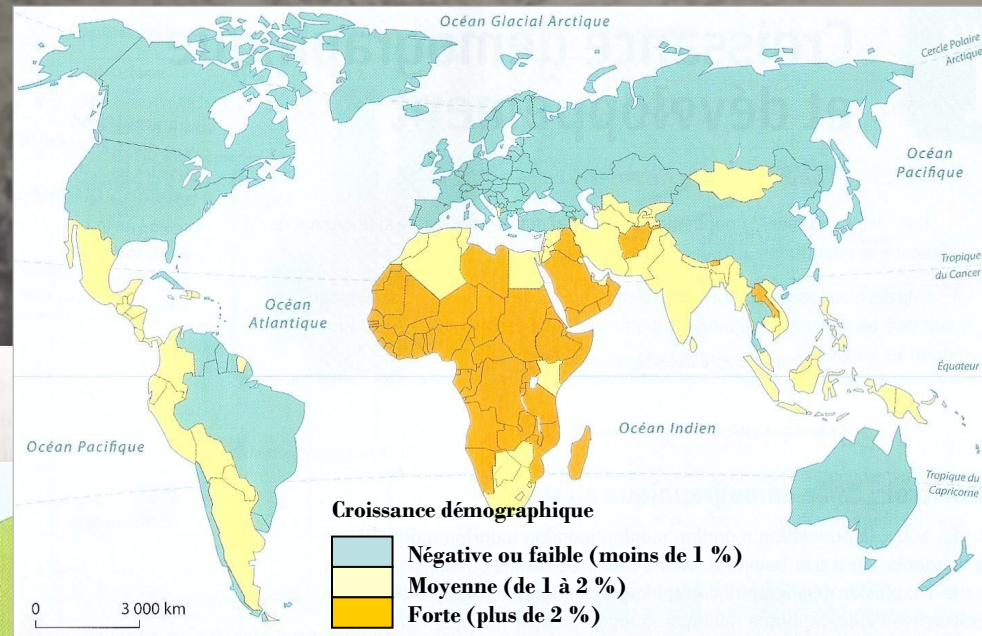 Océan Glacial Arctique
Cercle Polaire
Arctique
Océan
Pacifique
Tropique
du Cancer
Océan
Atlantique
Équateur
Océan Indien
Océan Pacifique
Tropique du
Capricorne
Croissance démographique
Négative ou faible (moins de 1 %)
Moyenne (de 1 à 2 %)
Forte (plus de 2 %)
0 3 000 km